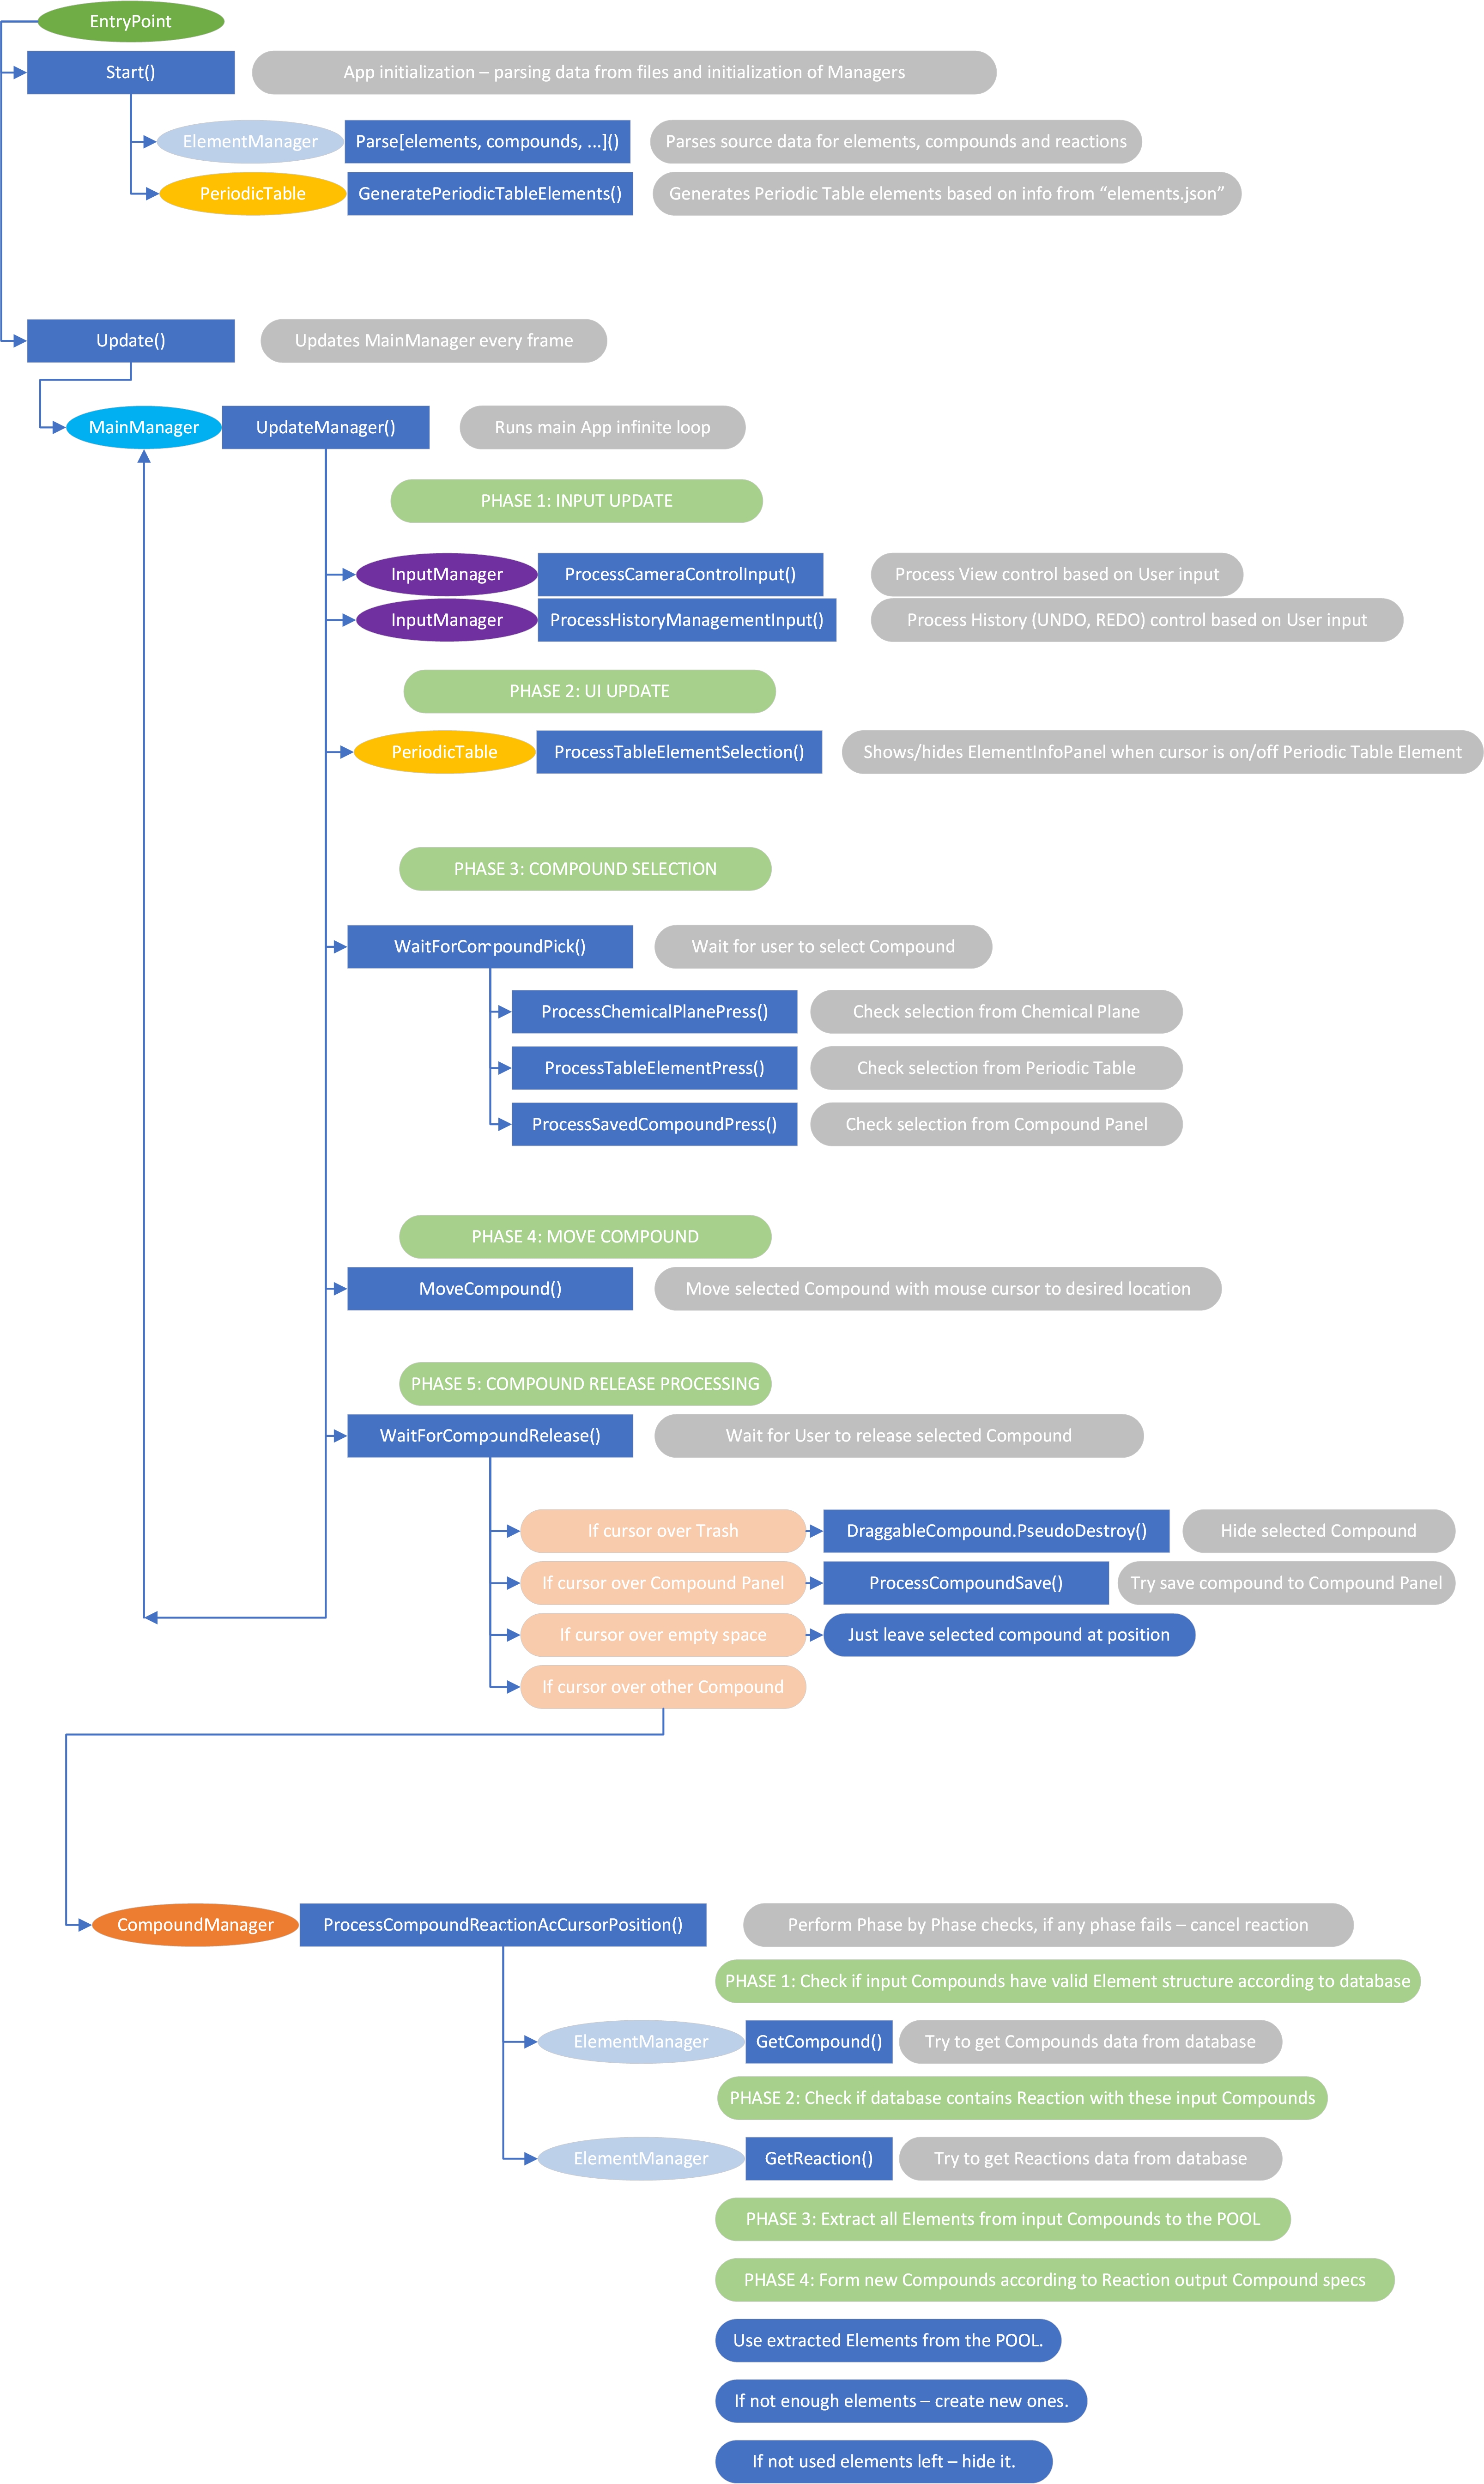 EntryPoint
Start()
App initialization – parsing data from files and initialization of Managers
ElementManager
Parse[elements, compounds, ...]()
Parses source data for elements, compounds and reactions
PeriodicTable
GeneratePeriodicTableElements()
Generates Periodic Table elements based on info from “elements.json”
Update()
Updates MainManager every frame
MainManager
UpdateManager()
Runs main App infinite loop
PHASE 1: INPUT UPDATE
InputManager
ProcessCameraControlInput()
Process View control based on User input
InputManager
ProcessHistoryManagementInput()
Process History (UNDO, REDO) control based on User input
PHASE 2: UI UPDATE
PeriodicTable
ProcessTableElementSelection()
Shows/hides ElementInfoPanel when cursor is on/off Periodic Table Element
PHASE 3: COMPOUND SELECTION
WaitForCompoundPick()
Wait for user to select Compound
ProcessChemicalPlanePress()
Check selection from Chemical Plane
ProcessTableElementPress()
Check selection from Periodic Table
ProcessSavedCompoundPress()
Check selection from Compound Panel
PHASE 4: MOVE COMPOUND
MoveCompound()
Move selected Compound with mouse cursor to desired location
PHASE 5: COMPOUND RELEASE PROCESSING
WaitForCompoundRelease()
Wait for User to release selected Compound
If cursor over Trash
DraggableCompound.PseudoDestroy()
Hide selected Compound
If cursor over Compound Panel
ProcessCompoundSave()
Try save compound to Compound Panel
If cursor over empty space
Just leave selected compound at position
If cursor over other Compound
CompoundManager
ProcessCompoundReactionAcCursorPosition()
Perform Phase by Phase checks, if any phase fails – cancel reaction
PHASE 1: Check if input Compounds have valid Element structure according to database
ElementManager
GetCompound()
Try to get Compounds data from database
PHASE 2: Check if database contains Reaction with these input Compounds
ElementManager
GetReaction()
Try to get Reactions data from database
PHASE 3: Extract all Elements from input Compounds to the POOL
PHASE 4: Form new Compounds according to Reaction output Compound specs
Use extracted Elements from the POOL.
If not enough elements – create new ones.
If not used elements left – hide it.